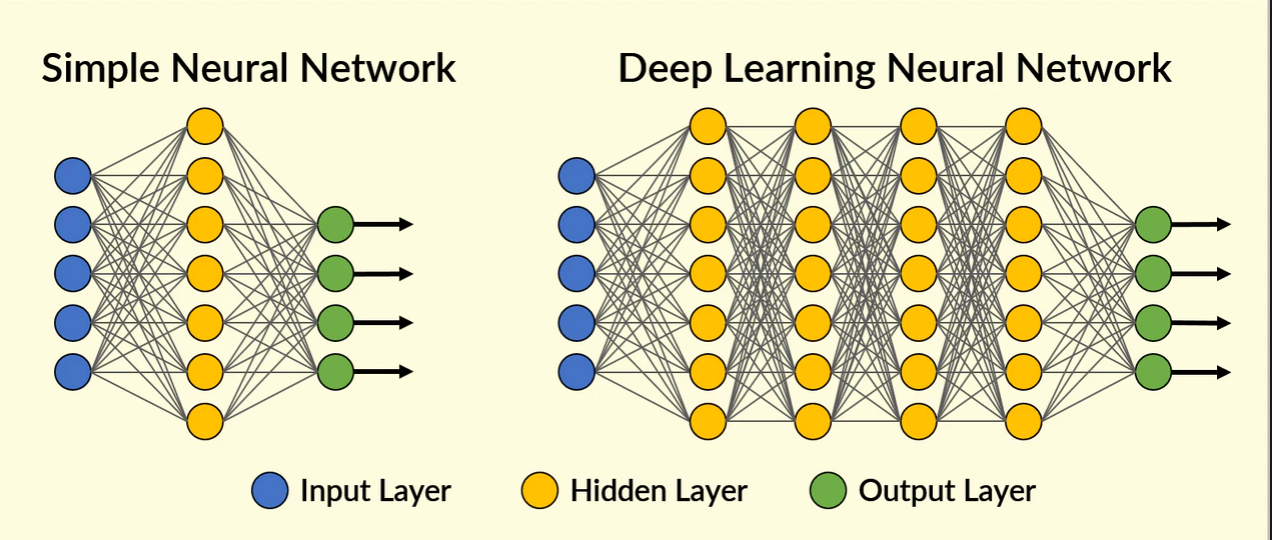 Simple Neural Network
Deep Learning Neural Network
Input Layer
Hidden Layer
Output Layer